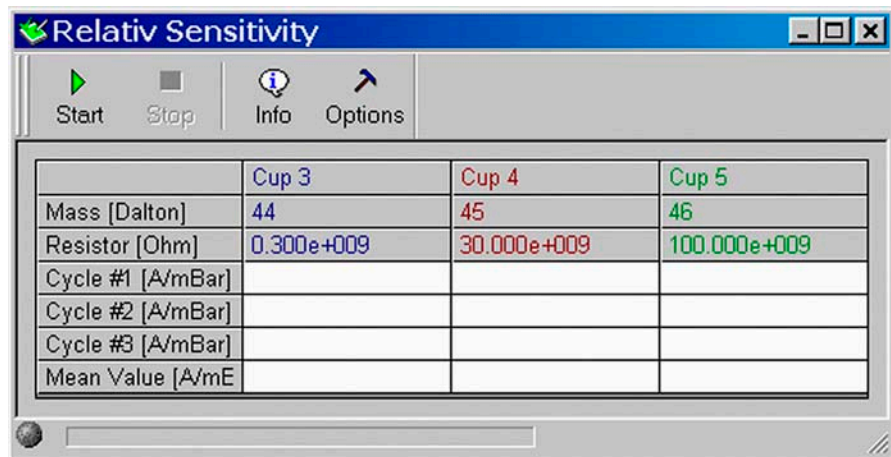 Relativ Sensitivity
Start Stop Info Options
Cup 3 Cup 4 Cup 5
Mass [Dalton] 44 45 46
Resistor [Ohm] 0.300e+009 30.000e+009 100.000e+009
Cycle #1 [A/mBar]
Cycle #2 [A/mBar]
Cycle #3 [A/mBar]
Mean Value [A/mE